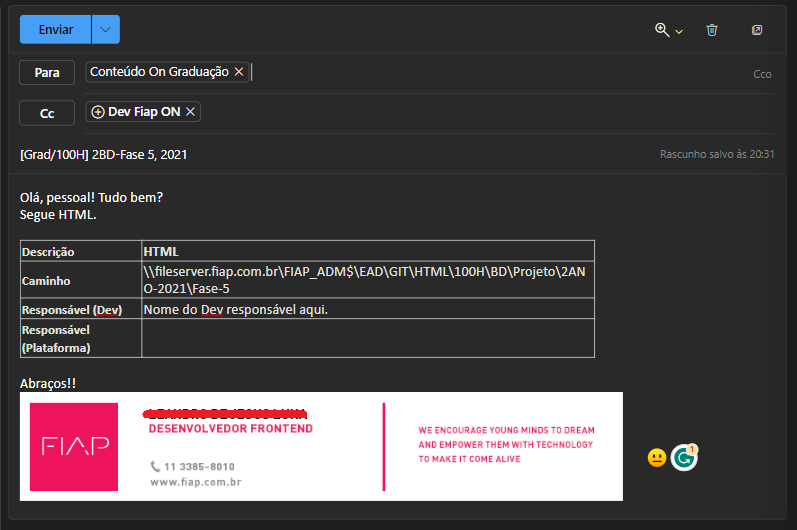 Enviar
Para
Conteúdo On Graduação
Cco
Cc
Dev Fiap ON
[Grad/100H] 2BD-Fase 5, 2021
Rascunho salvo às 20:31
Olá, pessoal! Tudo bem?
Segue HTML.
Descrição
HTML
Caminho
\\fileserver.fiap.com.br\FIAP_ADM$\EAD\GIT\HTML\100H\BD\Projeto\2AN
O-2021\Fase-5
Responsável (Dev)
Nome do Dev responsável aqui.
Responsável
(Plataforma)
Abraços!!
FIAP
DESENVOLVEDOR FRONTEND
11 3385-8010
www.fiap.com.br
WE ENCOURAGE YOUNG MINDS TO DREAM
AND EMPOWER THEM WITH TECHNOLOGY
TO MAKE IT COME ALIVE
1